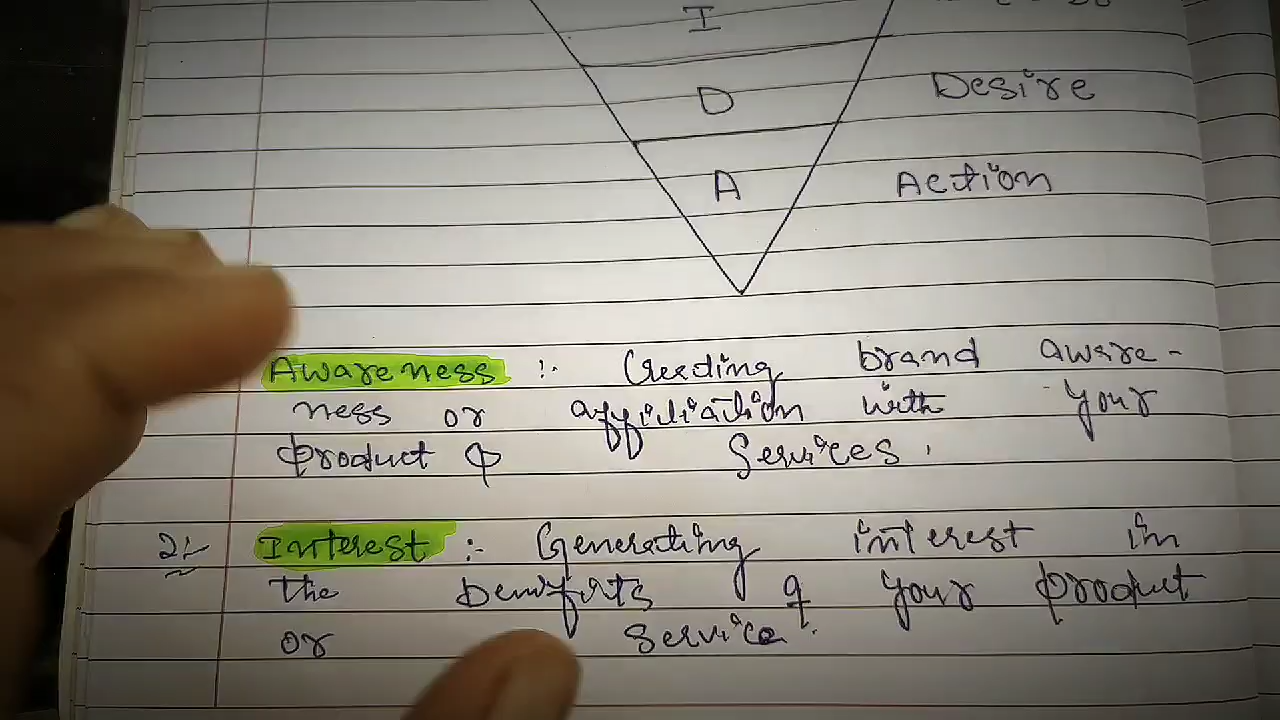 I
D Desire
A Action
Awareness :- Creating brand aware-
ness or affiliation with your
product & Services.
2:- Interest :- Generating interest in
the benifits of your product
or service.